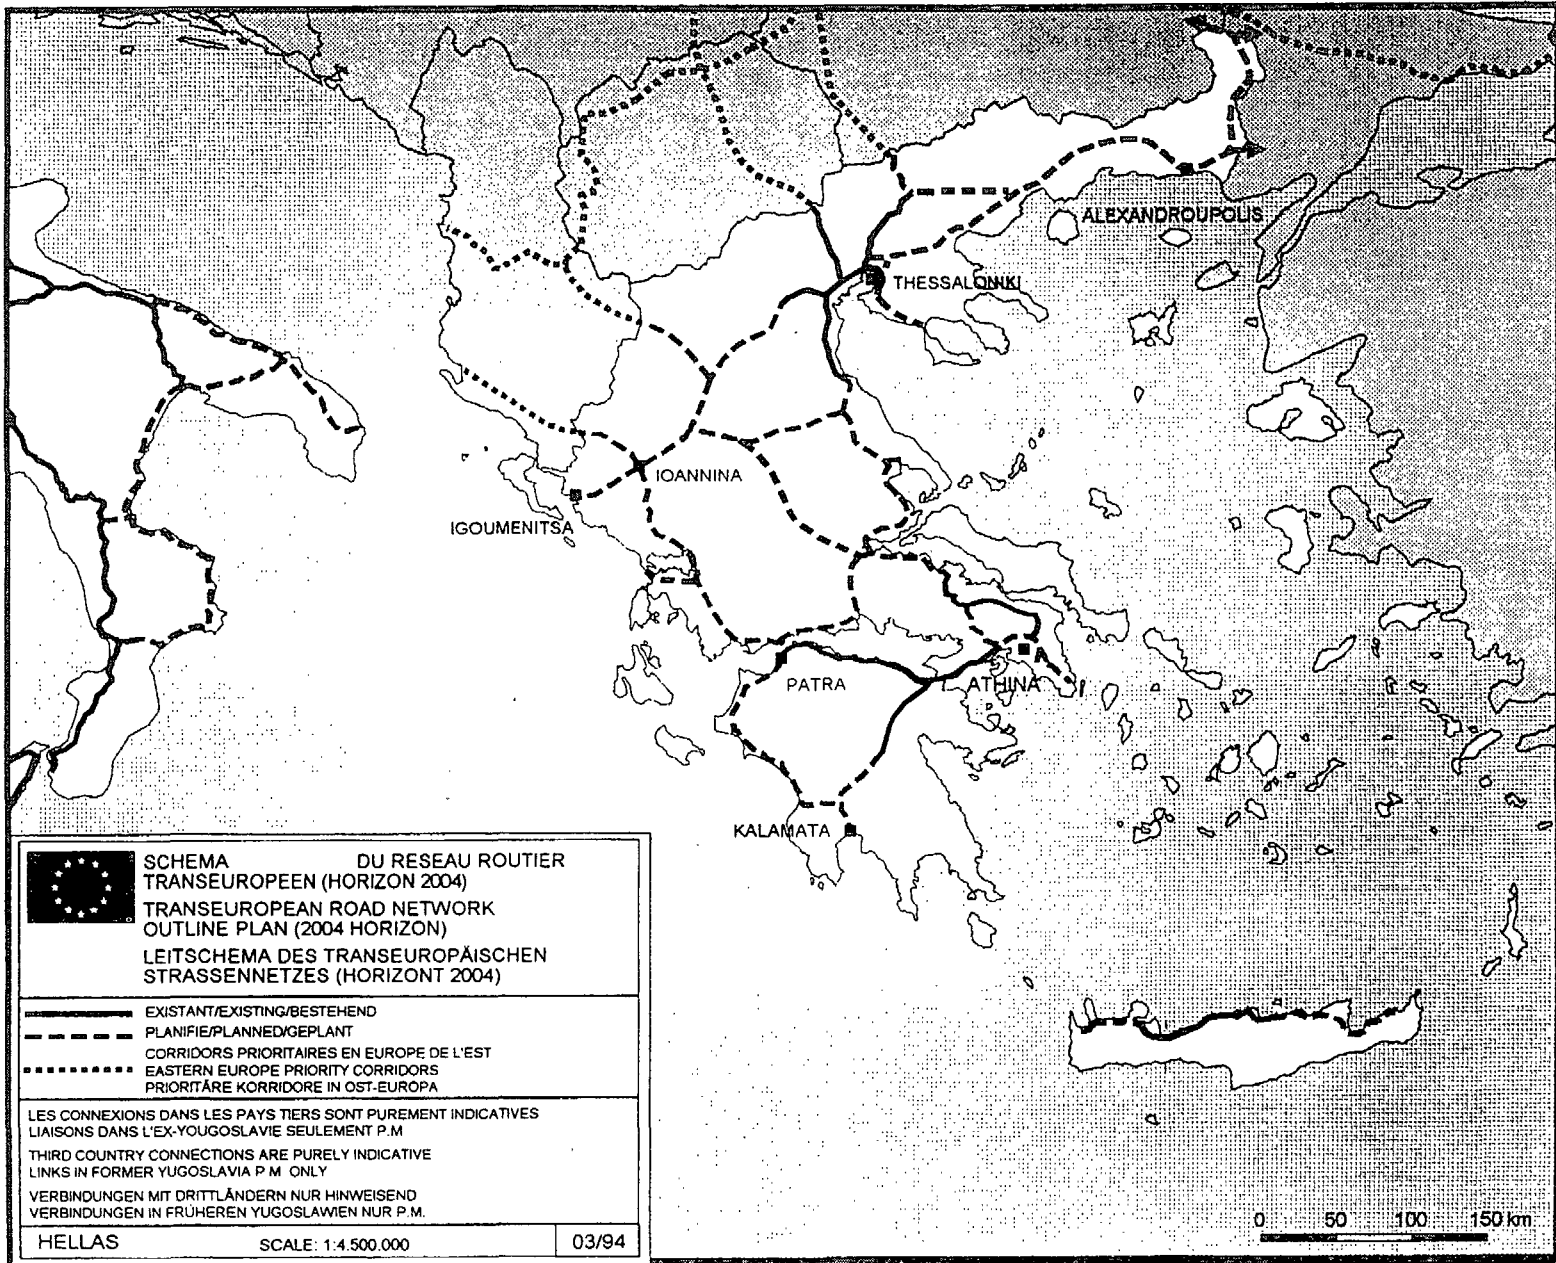 ALEXANDROUPOLIS
THESSALONIKI
IOANNINA
IGOUMENITSA
PATRA
ATHINA
A
KALAMATA
SCHEMA DU RESEAU ROUTIER
TRANSEUROPEEN (HORIZON 2004)
TRANSEUROPEAN ROAD NETWORK
OUTLINE PLAN (2004 HORIZON)
LEITSCHEMA DES TRANSEUROPÄISCHEN
STRASSENNETZES (HORIZONT 2004)
EXISTANT/EXISTING/BESTEHEND
PLANIFIE/PLANNED/GEPLANT
CORRIDORS PRIORITAIRES EN EUROPE DE L'EST
EASTERN EUROPE PRIORITY CORRIDORS
PRIORITÄRE KORRIDORE IN OST-EUROPA
LES CONNEXIONS DANS LES PAYS TIERS SONT PUREMENT INDICATIVES
LIAISONS DANS L'EX-YOUGOSLAVIE SEULEMENT P.M
THIRD COUNTRY CONNECTIONS ARE PURELY INDICATIVE
LINKS IN FORMER YUGOSLAVIA P M ONLY
VERBINDUNGEN MIT DRITTLÄNDERN NUR HINWEISEND
VERBINDUNGEN IN FRÜHEREN YUGOSLAWIEN NUR P.M.
HELLAS SCALE: 1:4.500.000 03/94
0 50 100 150 km